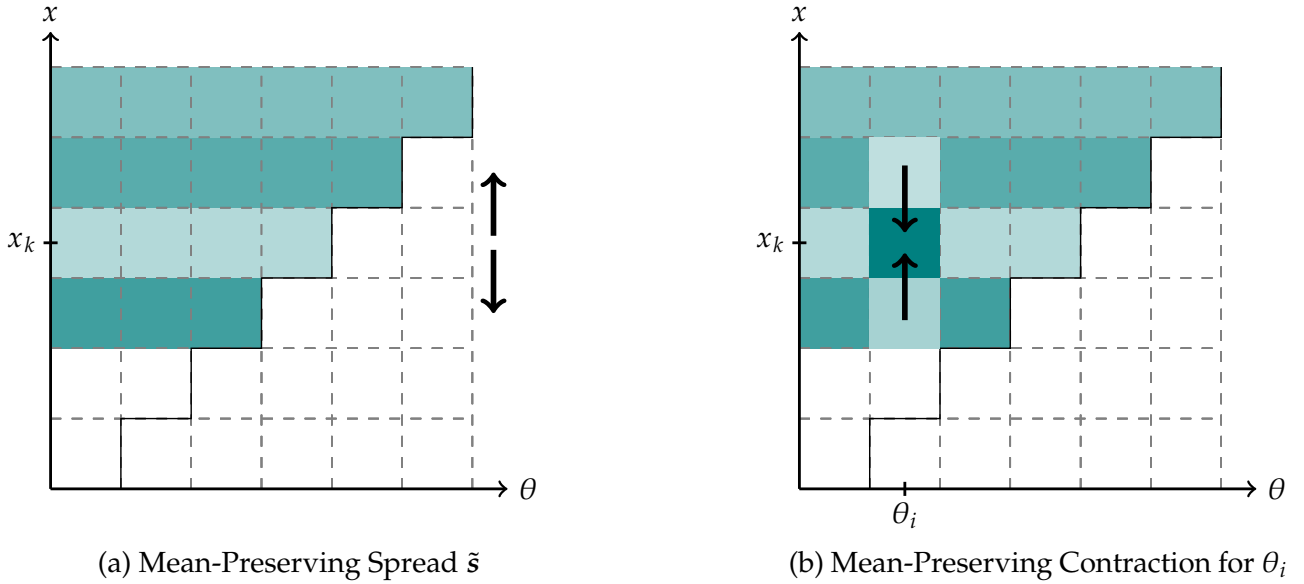 x
x
x_k
x_k
θ
θ
θ_i
(a) Mean-Preserving Spread s̃
(b) Mean-Preserving Contraction for θ_i